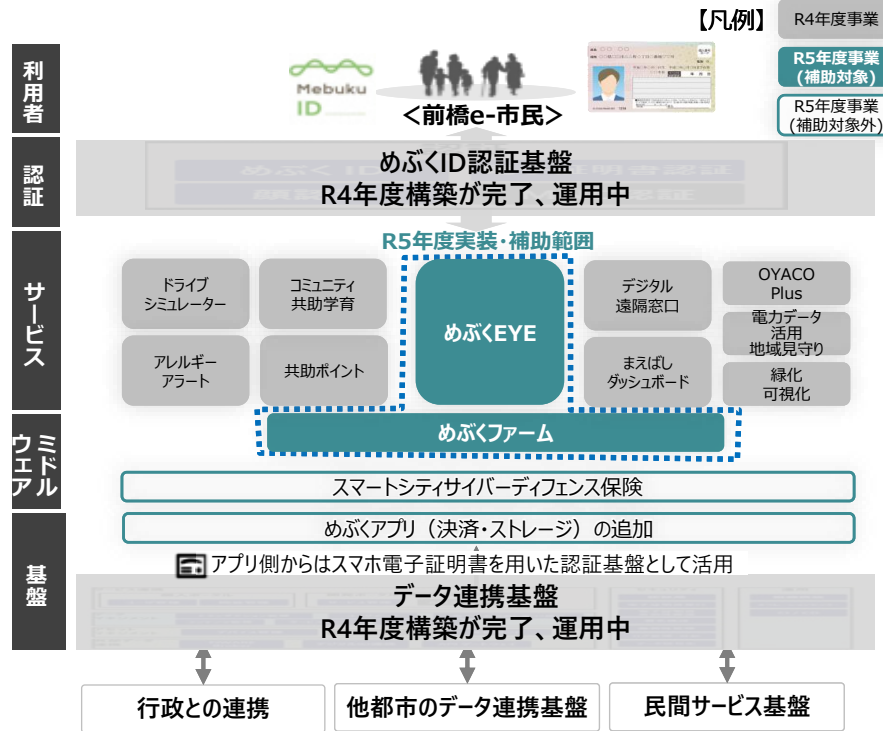 【凡例】
R4年度事業
R5年度事業
(補助対象)
R5年度事業
(補助対象外)
利用者
Mebuku
ID
＜前橋e-市民＞
認証
めぶくID認証基盤
R4年度構築が完了、運用中
R5年度実装・補助範囲
サービス
ドライブ
シミュレーター
コミュニティ
共助学育
めぶくEYE
デジタル
遠隔窓口
OYACO
Plus
電力データ
活用
地域見守り
アレルギー
アラート
共助ポイント
まえばし
ダッシュボード
緑化
可視化
ミドル
ウェア
めぶくファーム
スマートシティサイバーディフェンス保険
基盤
めぶくアプリ（決済・ストレージ）の追加
アプリ側からはスマホ電子証明書を用いた認証基盤として活用
データ連携基盤
R4年度構築が完了、運用中
行政との連携
他都市のデータ連携基盤
民間サービス基盤